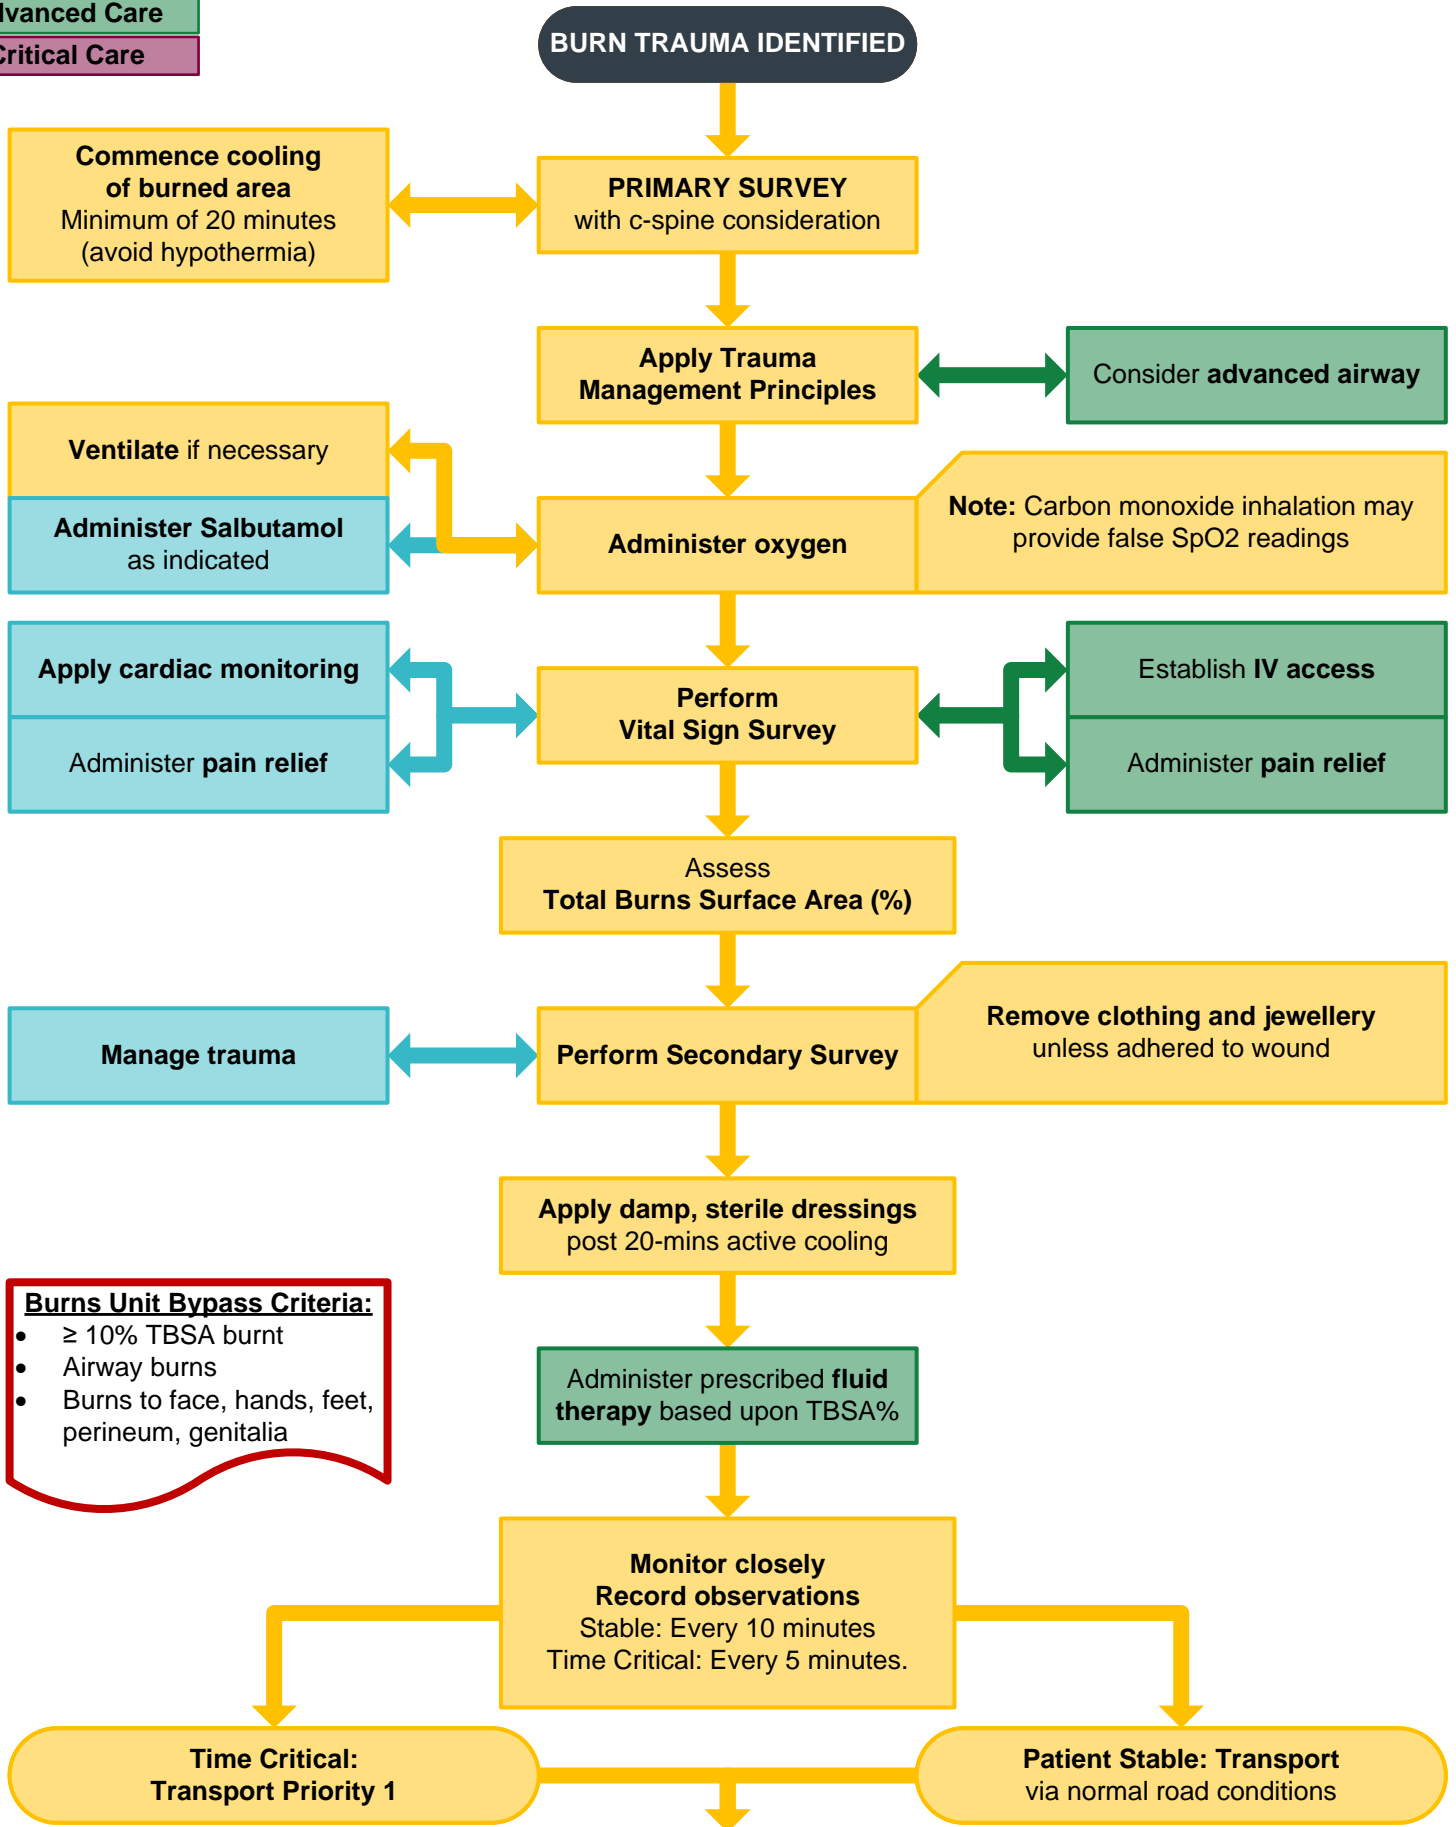 Care
Critical Care
BURN TRAUMA IDENTIFIED
Commence cooling
of burned area
Minimum of 20 minutes
(avoid hypothermia)
PRIMARY SURVEY
with c-spine consideration
Apply Trauma
Management Principles
Consider advanced airway
Ventilate if necessary
Administer Salbutamol
as indicated
Administer oxygen
Note: Carbon monoxide inhalation may
provide false SpO2 readings
Apply cardiac monitoring
Administer pain relief
Perform
Vital Sign Survey
Establish IV access
Administer pain relief
Assess
Total Burns Surface Area (%)
Manage trauma
Perform Secondary Survey
Remove clothing and jewellery
unless adhered to wound
Apply damp, sterile dressings
post 20-mins active cooling
Burns Unit Bypass Criteria:
• ≥ 10% TBSA burnt
• Airway burns
• Burns to face, hands, feet,
perineum, genitalia
Administer prescribed fluid
therapy based upon TBSA%
Monitor closely
Record observations
Stable: Every 10 minutes
Time Critical: Every 5 minutes.
Time Critical:
Transport Priority 1
Patient Stable: Transport
via normal road conditions